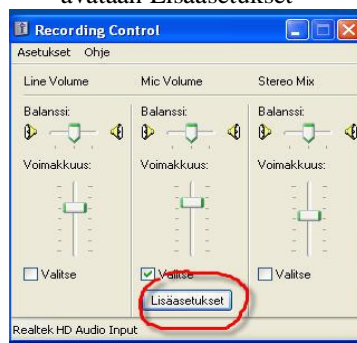 avataan Lisäasetukset
Recording Control
Asetukset Ohje
Line Volume Mic Volume Stereo Mix
Balanssi: Balanssi: Balanssi:
Voimakkuus: Voimakkuus: Voimakkuus:
Valitse Valitse Valitse
Lisäasetukset
Realtek HD Audio Input